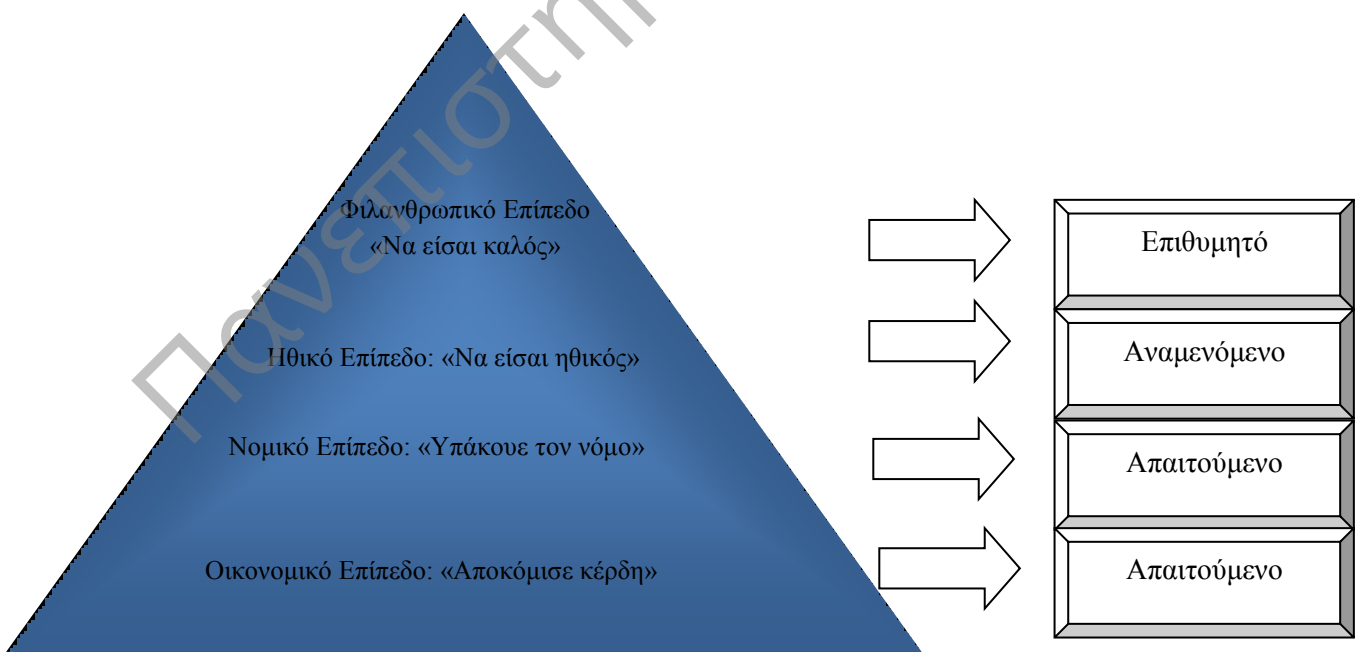 Πανεπιστη
Φιλανθρωπικό Επίπεδο
«Να είσαι καλός»
Επιθυμητό
Ηθικό Επίπεδο: «Να είσαι ηθικός»
Αναμενόμενο
Νομικό Επίπεδο: «Υπάκουε τον νόμο»
Απαιτούμενο
Οικονομικό Επίπεδο: «Αποκόμισε κέρδη»
Απαιτούμενο